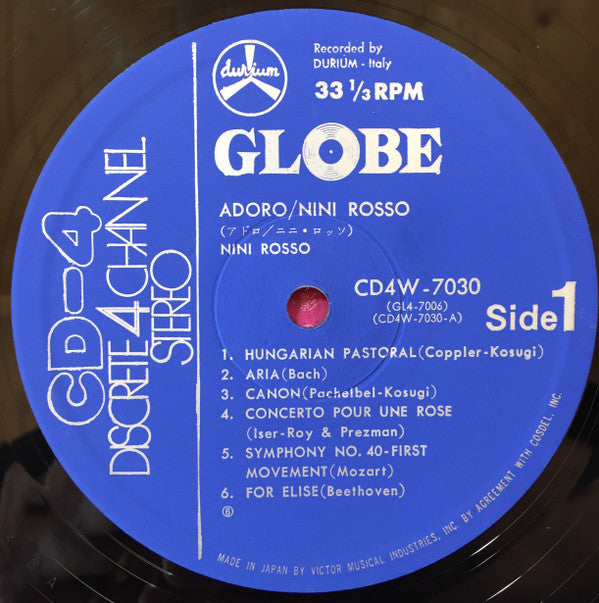 durium
Recorded by
DURIUM - Italy
33 1/3 RPM
GLOBE
ADORO/NINI ROSSO
(アドロ/ニニ・ロッソ)
NINI ROSSO
CD4W-7030
(GL4-7006)
(CD4W-7030-A)
Side 1
1. HUNGARIAN PASTORAL(Coppler-Kosugi)
2. ARIA(Bach)
3. CANON(Pachelbel-Kosugi)
4. CONCERTO POUR UNE ROSE
(Iser-Roy & Prezman)
5. SYMPHONY NO. 40-FIRST
MOVEMENT(Mozart)
6. FOR ELISE(Beethoven)
Ⓑ
CD-4
DISCRETE 4 CHANNEL
STEREO
MADE IN JAPAN BY VICTOR MUSICAL INDUSTRIES, INC. BY AGREEMENT WITH COSDEL, INC.